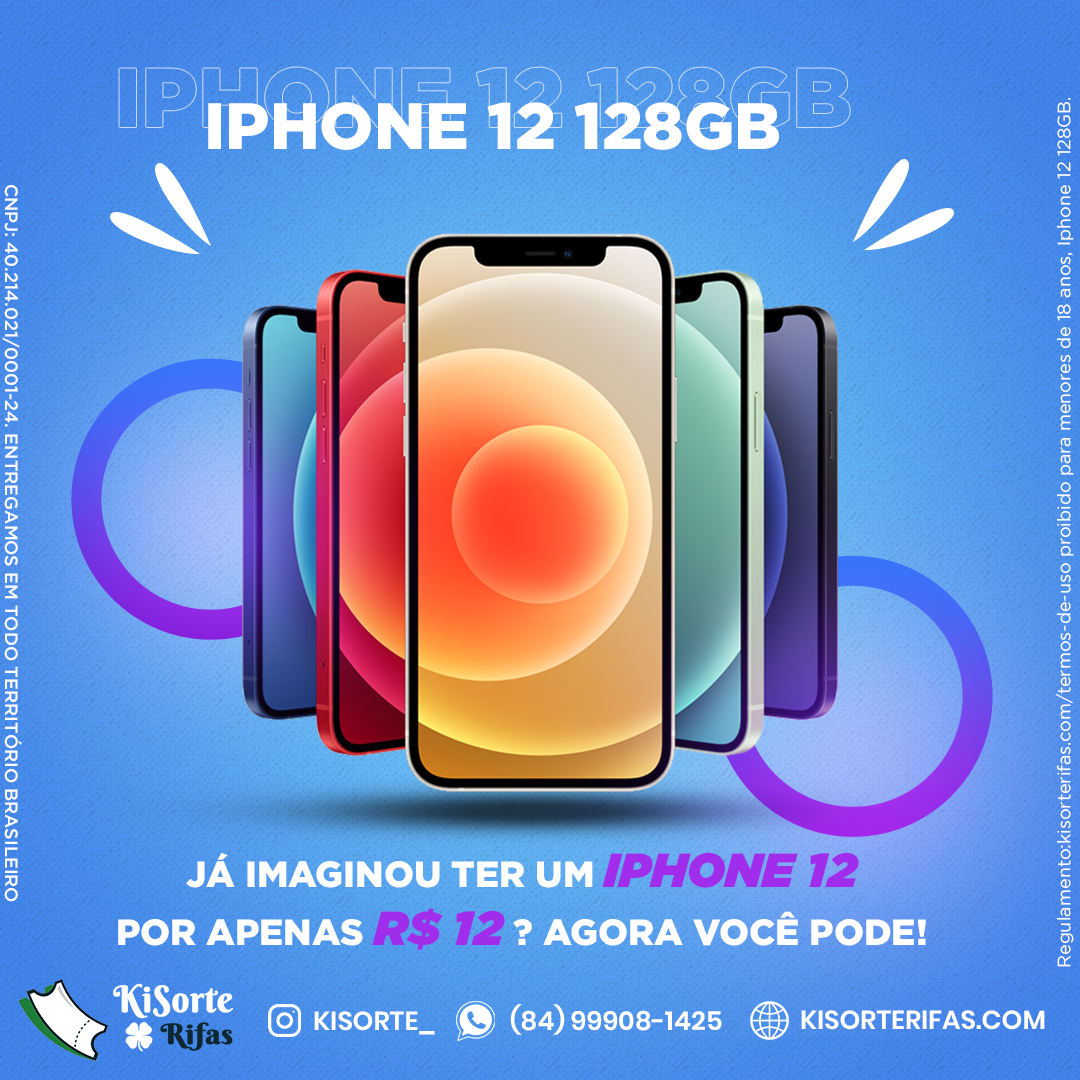 IPHONE 12 128GB
IPHONE 12 128GB
CNPJ: 40.214.021/0001-24. ENTREGAMOS EM TODO TERRITÓRIO BRASILEIRO
Regulamento:kisorterifas.com/termos-de-uso proibido para menores de 18 anos, Iphone 12 128GB.
JÁ IMAGINOU TER UM IPHONE 12
POR APENAS R$ 12 ? AGORA VOCÊ PODE!
KiSorte
Rifas
KISORTE_
(84) 99908-1425
KISORTERIFAS.COM